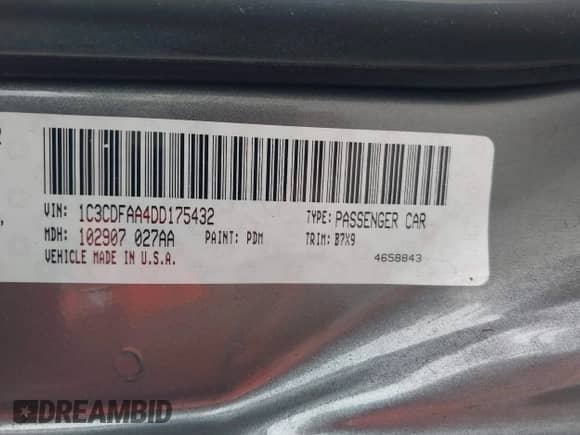 VIN: 1C3CDFAA4DD175432 TYPE: PASSENGER CAR
MDH: 102907 027AA PAINT: PDM TRIM: B7X9
VEHICLE MADE IN U.S.A. 4658843
DREAMBID